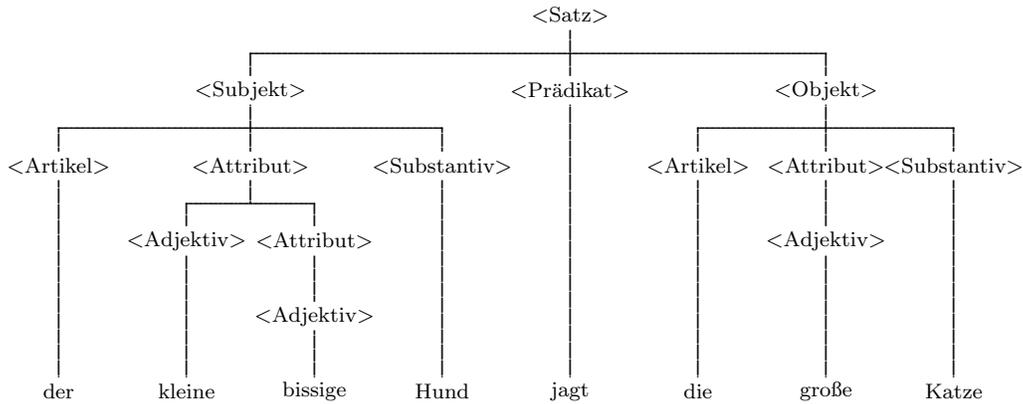 <Satz>
<Subjekt> <Prädikat> <Objekt>
<Artikel> <Attribut> <Substantiv> <Artikel> <Attribut> <Substantiv>
<Adjektiv> <Attribut> <Adjektiv>
<Adjektiv>
der kleine bissige Hund jagt die große Katze